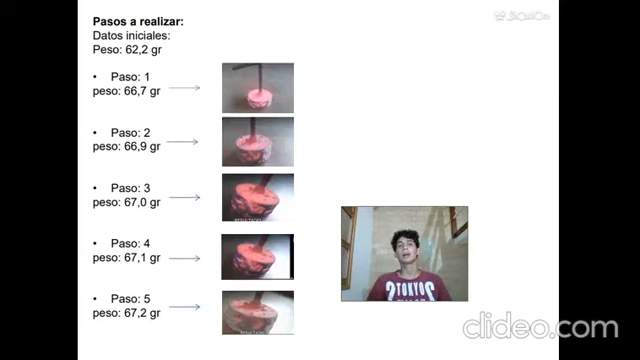 Pasos a realizar:
Datos iniciales:
Peso: 62,2 gr
• Paso: 1
peso: 66,7 gr
• Paso: 2
peso: 66,9 gr
• Paso: 3
peso: 67,0 gr
RESULTADO
• Paso: 4
peso: 67,1 gr
• Paso: 5
peso: 67,2 gr
TOKYO
clideo.com